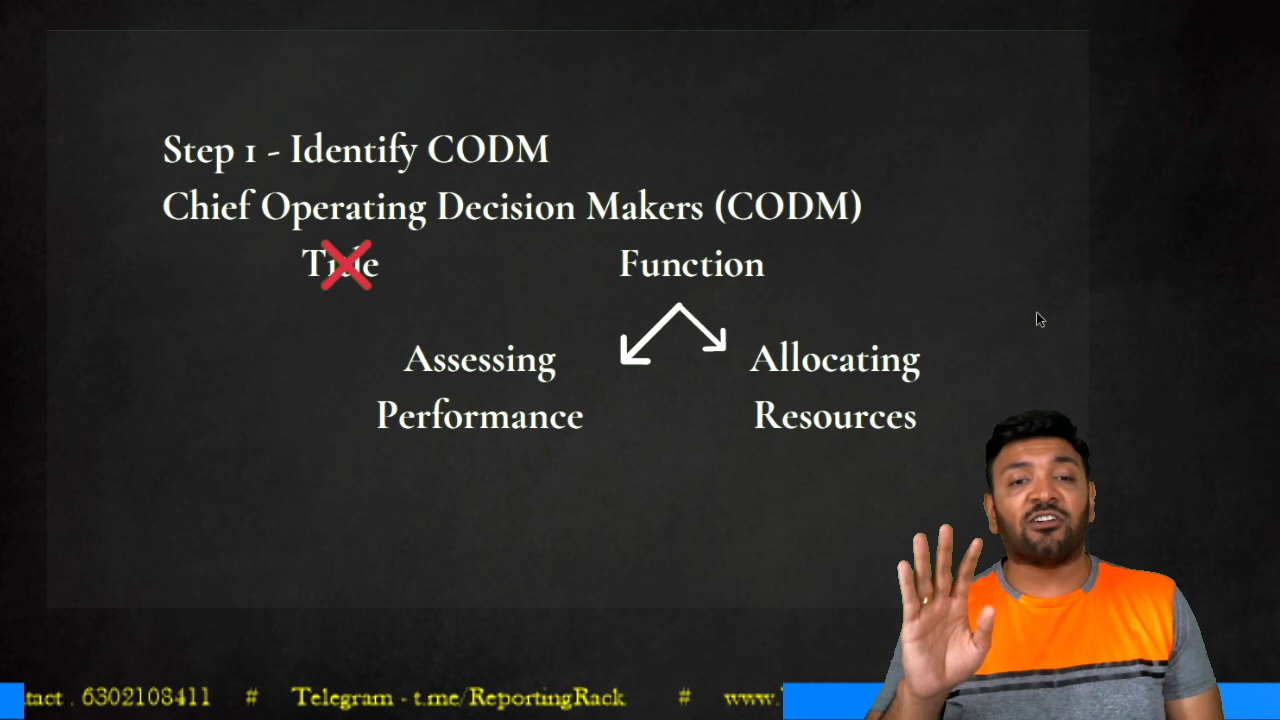 Step 1 - Identify CODM
Chief Operating Decision Makers (CODM)
Title Function
Assessing Allocating
Performance Resources
tact . 6302108411 # Telegram - t.me/ReportingRack # www.